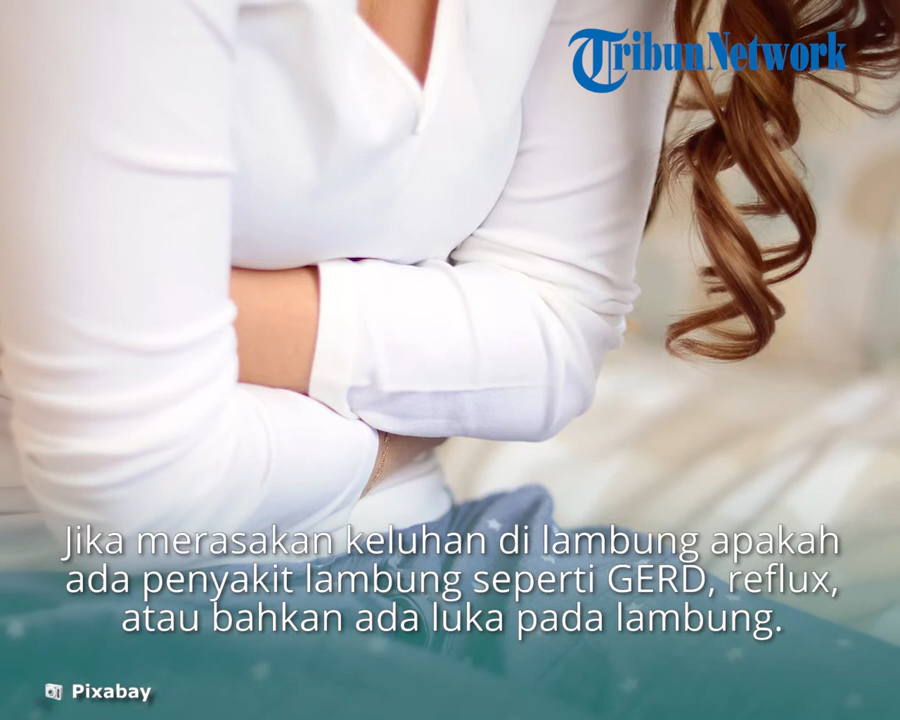 TribunNetwork
Jika merasakan keluhan di lambung apakah
ada penyakit lambung seperti GERD, reflux,
atau bahkan ada luka pada lambung.
Pixabay